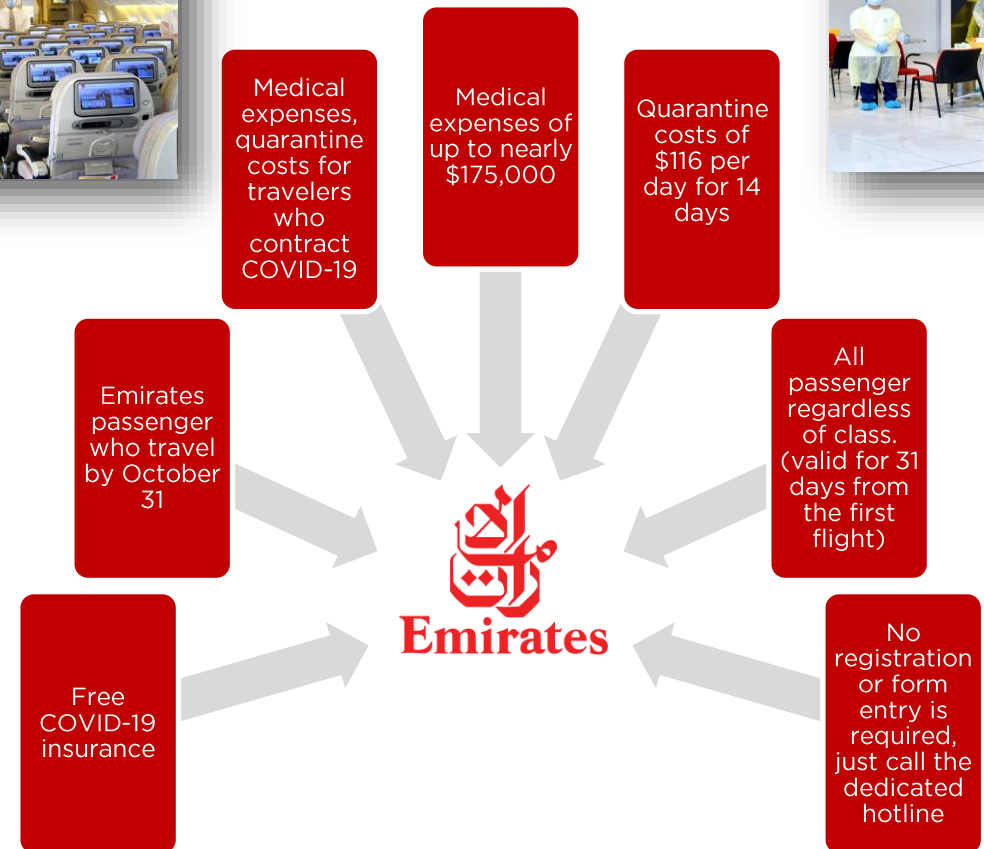 Free
COVID-19
insurance
Emirates
passenger
who travel
by October
31
Medical
expenses,
quarantine
costs for
travelers
who
contract
COVID-19
Medical
expenses of
up to nearly
$175,000
Quarantine
costs of
$116 per
day for 14
days
All
passenger
regardless
of class.
(valid for 31
days from
the first
flight)
No
registration
or form
entry is
required,
just call the
dedicated
hotline
الإمارات
Emirates